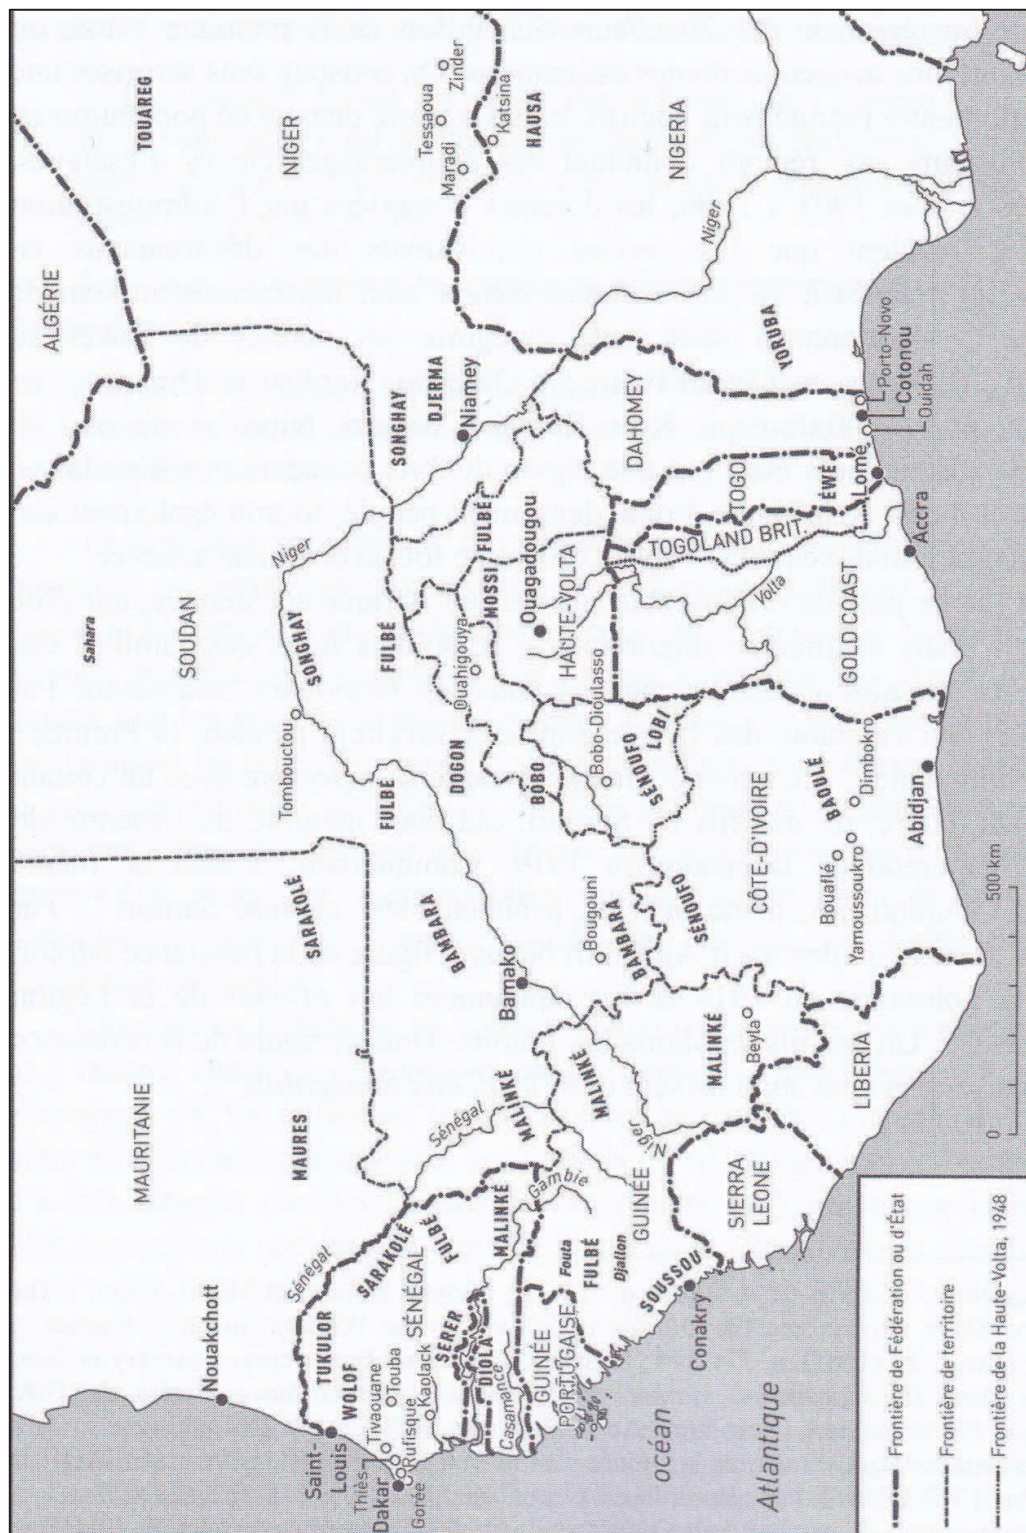 ALGÉRIE
TOUAREG
NIGER
Tessaoua
Zinder
Maradi
Katsina
HAUSA
NIGERIA
Niger
Sahara
SOUDAN
SONGHAY
SONGHAY
DJERMA
Niamey
Niger
FULBÉ
FULBÉ
MOSSI
Ouahigouya
Ouagadougou
HAUTE-VOLTA
DAHOMEY
YORUBA
TOGO
EWE
TOGOLAND BRIT
Volta
Lomé
Porto-Novo
Cotonou
Ouidah
Accra
GOLD COAST
Tombouctou
FULBÉ
DOGON
BOBO
Bobo-Dioulasso
LOBI
SÉNOUFO
SÉNOUFO
CÔTE-D'IVOIRE
BAOULÉ
Bouaflé
Dimbokro
Yamoussoukro
Abidjan
MAURITANIE
MAURES
SARAKOLÉ
BAMBARA
Bamako
Bougouni
BABARA
MALINKÉ
Beyla
LIBERIA
Sénégal
MALINKÉ
MALINKÉ
Niger
GUINÉE
SIERRA
LEONE
Nouakchott
Sénégal
TOUKULOR
WOLOF
SARAKOLÉ
FULBÉ
SÉNÉGAL
MALINKÉ
Gambie
Saint-
Louis
Tivaouane
Touba
Thiès
Dakar
Rufisque
Kaolack
Gorée
SERER
DIOLA
Casamance
GUINÉE
PORTUGAISE
Fouta
FULBÉ
Djallon
SOUSSOU
Conakry
océan
Atlantique
0
500 km
Frontière de Fédération ou d'État
Frontière de territoire
Frontière de la Haute-Volta, 1948